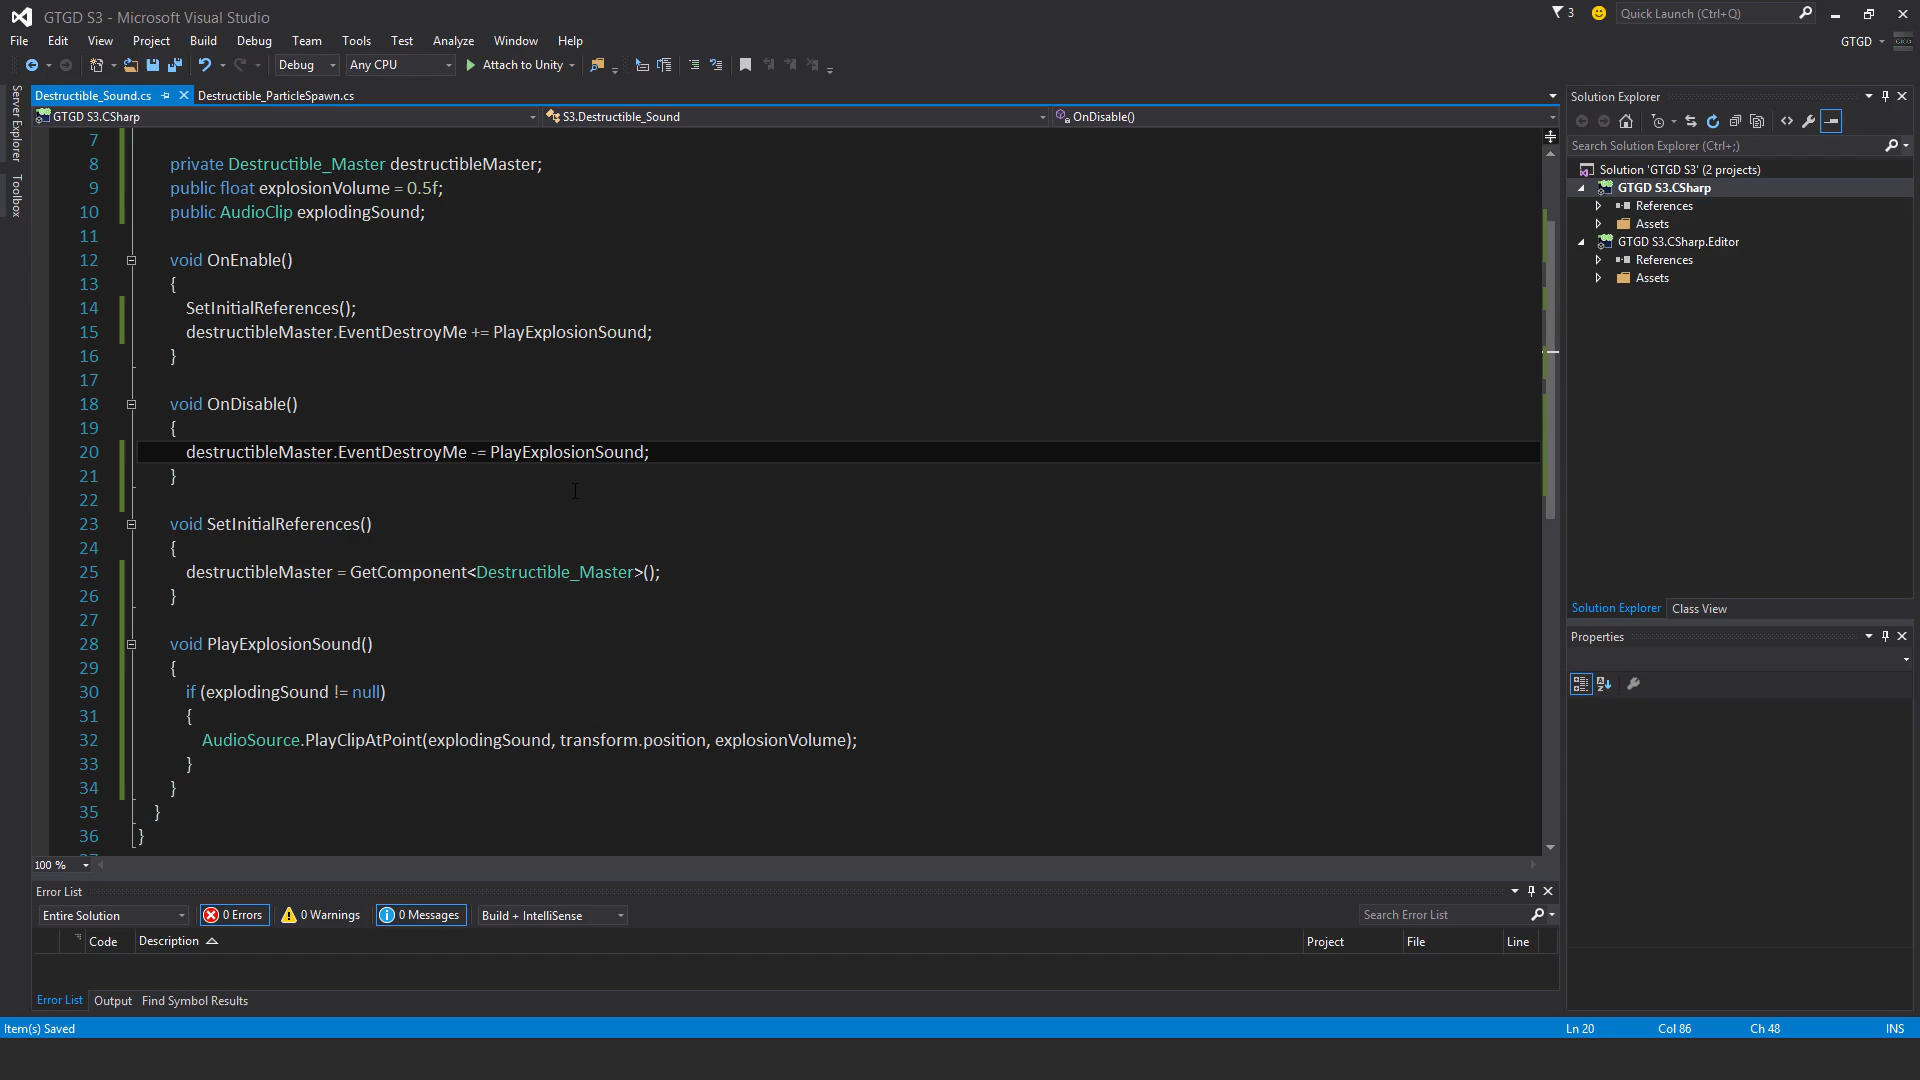 GTGD S3 - Microsoft Visual Studio
3
Quick Launch (Ctrl+Q)
File Edit View Project Build Debug Team Tools Test Analyze Window Help
GTGD
Debug Any CPU Attach to Unity
Server Explorer
Toolbox
Destructible_Sound.cs Destructible_ParticleSpawn.cs
GTGD S3.CSharp S3.Destructible_Sound OnDisable()
7
8 private Destructible_Master destructibleMaster;
9 public float explosionVolume = 0.5f;
10 public AudioClip explodingSound;
11
12 void OnEnable()
13 {
14 SetInitialReferences();
15 destructibleMaster.EventDestroyMe += PlayExplosionSound;
16 }
17
18 void OnDisable()
19 {
20 destructibleMaster.EventDestroyMe -= PlayExplosionSound;
21 }
22
23 void SetInitialReferences()
24 {
25 destructibleMaster = GetComponent<Destructible_Master>();
26 }
27
28 void PlayExplosionSound()
29 {
30 if (explodingSound != null)
31 {
32 AudioSource.PlayClipAtPoint(explodingSound, transform.position, explosionVolume);
33 }
34 }
35 }
36 }
100 %
Solution Explorer
Search Solution Explorer (Ctrl+;)
Solution 'GTGD S3' (2 projects)
GTGD S3.CSharp
References
Assets
GTGD S3.CSharp.Editor
References
Assets
Solution Explorer Class View
Properties
Error List
Entire Solution 0 Errors 0 Warnings 0 Messages Build + IntelliSense Search Error List
Code Description Project File Line
Error List Output Find Symbol Results
Item(s) Saved Ln 20 Col 86 Ch 48 INS